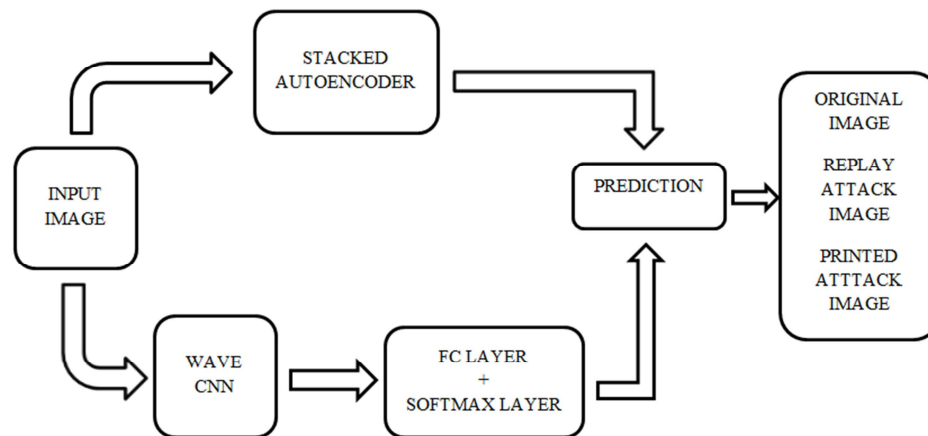 STACKED
AUTOENCODER
INPUT
IMAGE
WAVE
CNN
FC LAYER
+
SOFTMAX LAYER
PREDICTION
ORIGINAL
IMAGE
REPLAY
ATTACK
IMAGE
PRINTED
ATTTACK
IMAGE